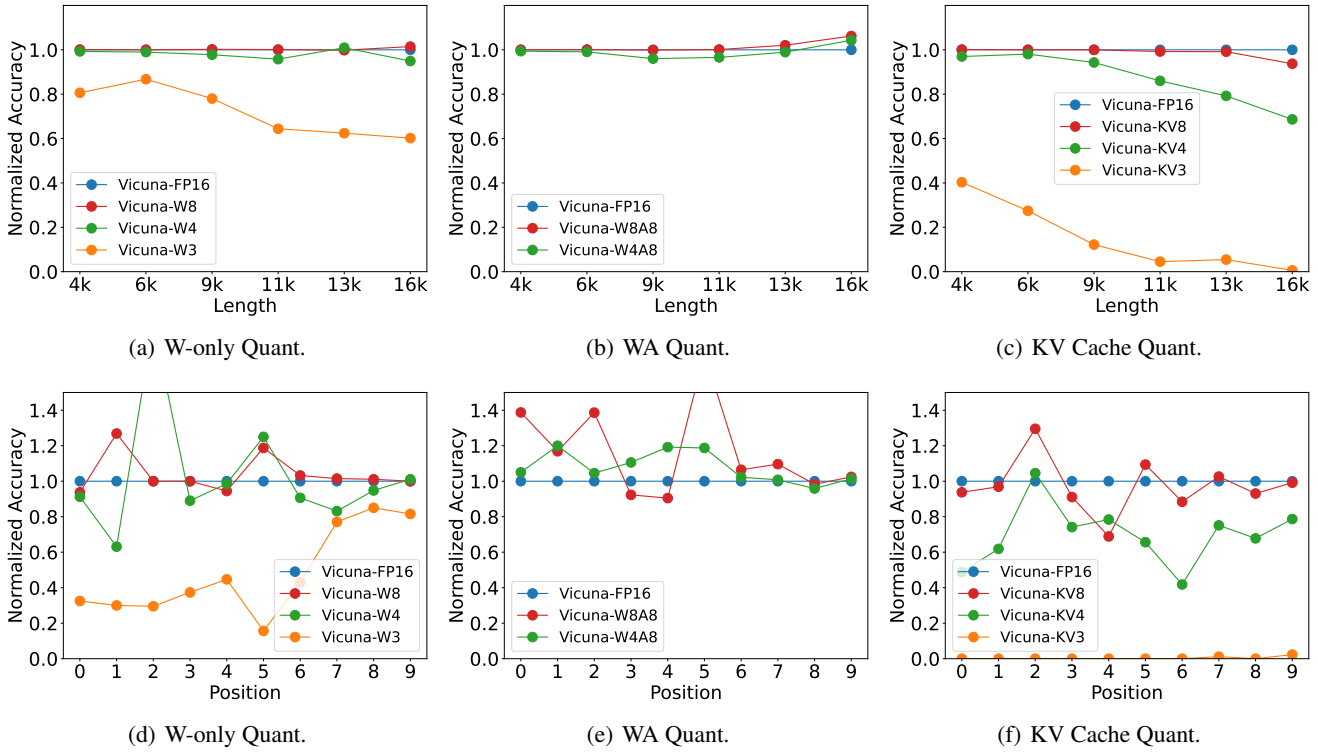 Normalized Accuracy
1.0
0.8
0.6
0.4
0.2
0.0
Vicuna-FP16
Vicuna-W8
Vicuna-W4
Vicuna-W3
4k 6k 9k 11k 13k 16k
Length
(a) W-only Quant.
Normalized Accuracy
1.0
0.8
0.6
0.4
0.2
0.0
Vicuna-FP16
Vicuna-W8A8
Vicuna-W4A8
4k 6k 9k 11k 13k 16k
Length
(b) WA Quant.
Normalized Accuracy
1.0
0.8
0.6
0.4
0.2
0.0
Vicuna-FP16
Vicuna-KV8
Vicuna-KV4
Vicuna-KV3
4k 6k 9k 11k 13k 16k
Length
(c) KV Cache Quant.
Normalized Accuracy
1.4
1.2
1.0
0.8
0.6
0.4
0.2
0.0
Vicuna-FP16
Vicuna-W8
Vicuna-W4
Vicuna-W3
0 1 2 3 4 5 6 7 8 9
Position
(d) W-only Quant.
Normalized Accuracy
1.4
1.2
1.0
0.8
0.6
0.4
0.2
0.0
Vicuna-FP16
Vicuna-W8A8
Vicuna-W4A8
0 1 2 3 4 5 6 7 8 9
Position
(e) WA Quant.
Normalized Accuracy
1.4
1.2
1.0
0.8
0.6
0.4
0.2
0.0
Vicuna-FP16
Vicuna-KV8
Vicuna-KV4
Vicuna-KV3
0 1 2 3 4 5 6 7 8 9
Position
(f) KV Cache Quant.